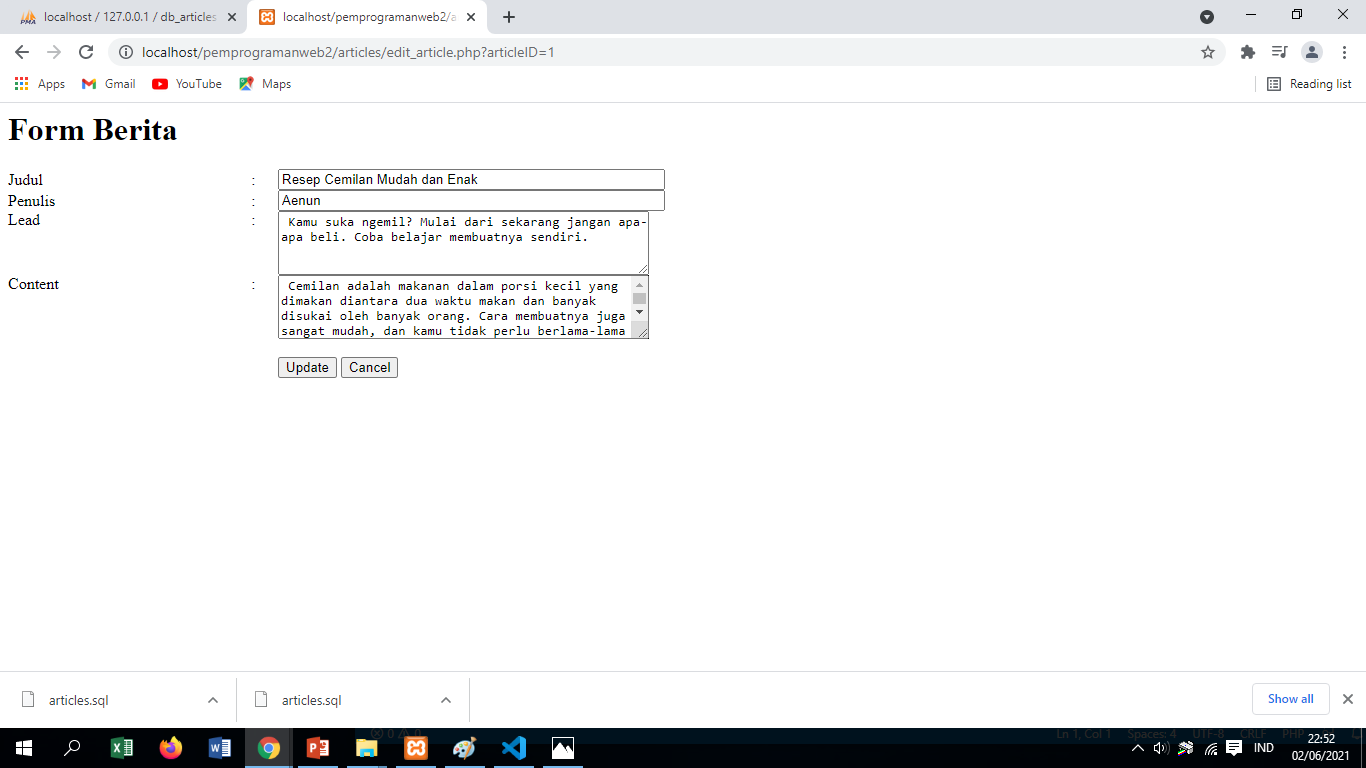 localhost / 127.0.0.1 / db_articles
localhost/pemprogramanweb2/a
localhost/pemprogramanweb2/articles/edit_article.php?articleID=1
Apps Gmail YouTube Maps Reading list
Form Berita
Judul : Resep Cemilan Mudah dan Enak
Penulis : Aenun
Lead : Kamu suka ngemil? Mulai dari sekarang jangan apa-
apa beli. Coba belajar membuatnya sendiri.
Content : Cemilan adalah makanan dalam porsi kecil yang
dimakan diantara dua waktu makan dan banyak
disukai oleh banyak orang. Cara membuatnya juga
sangat mudah, dan kamu tidak perlu berlama-lama
Update Cancel
articles.sql articles.sql Show all
Ln 1, Col 1 Spaces: 4 UTF-8 CRLF PHP
IND 22:52
02/06/2021